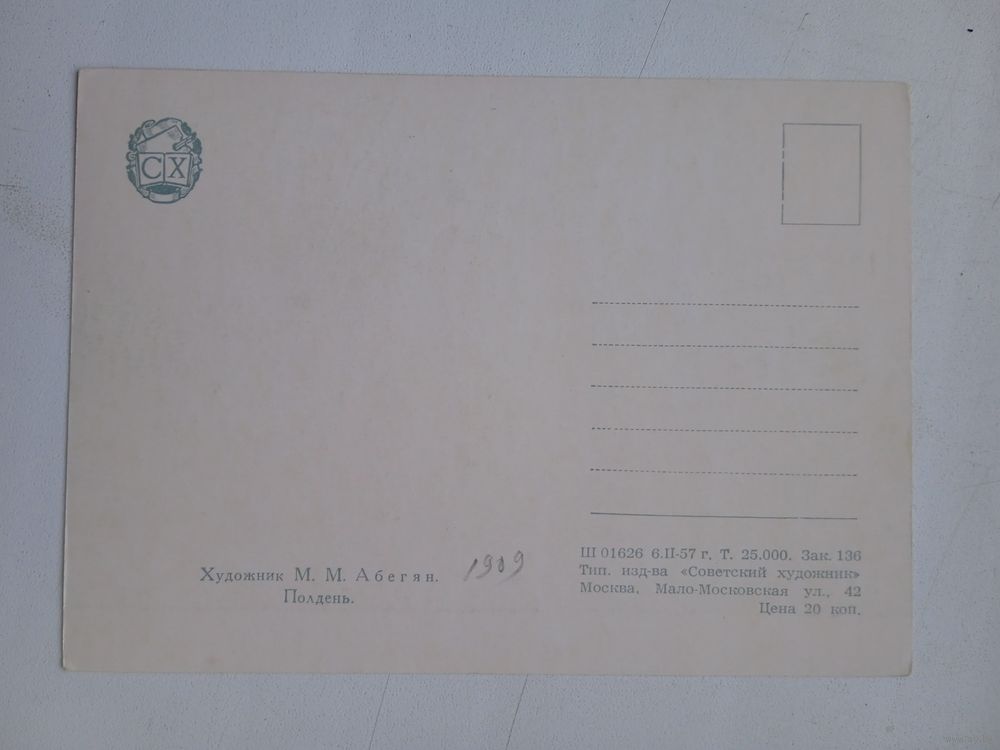 СХ
Художник М. М. Абегян.
Полдень.
1909
Ш 01626 6.II-57 г. Т. 25.000. Зак. 136
Тип. изд-ва «Советский художник»
Москва, Мало-Московская ул., 42
Цена 20 коп.